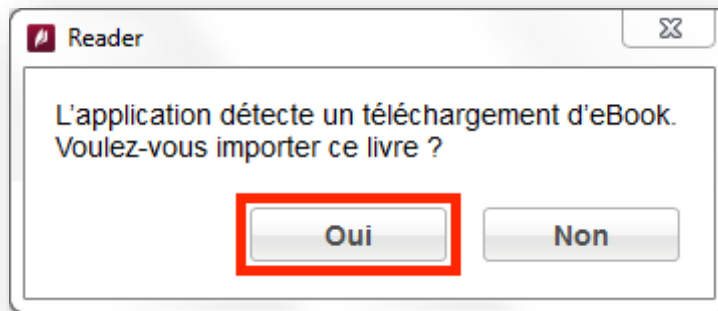 Reader
L’application détecte un téléchargement d’eBook.
Voulez-vous importer ce livre ?
Oui Non